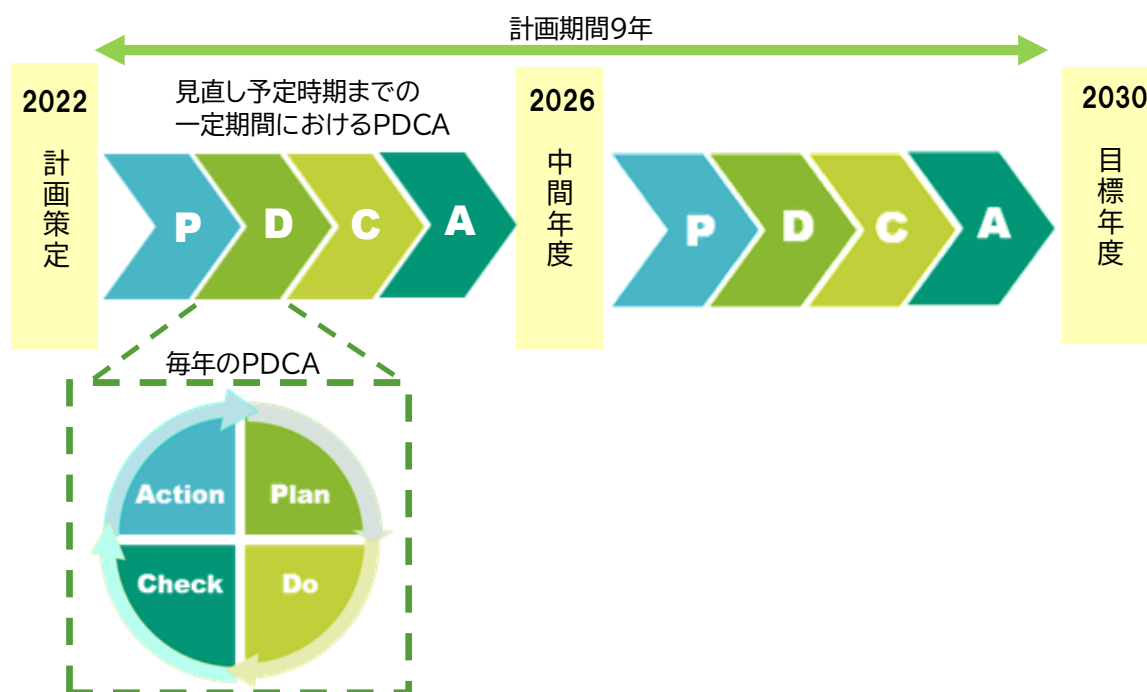 計画期間9年
2022
計画策定
見直し予定時期までの
一定期間におけるPDCA
P D C A
2026
中間年度
P D C A
2030
目標年度
毎年のPDCA
Action Plan
Check Do